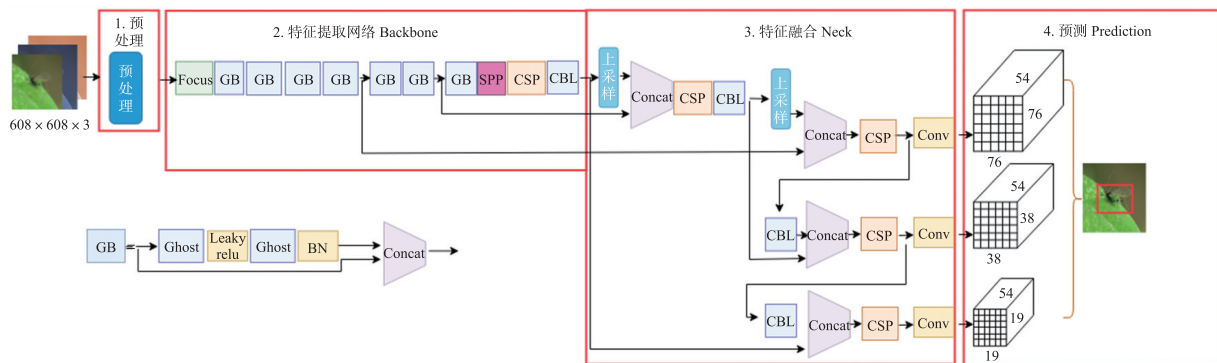 1. 预
处理
预
处
理
608×608×3
2. 特征提取网络 Backbone
Focus
GB
GB
GB
GB
GB
GB
GB
SPP
CSP
CBL
3. 特征融合 Neck
上
采
样
Concat
CSP
CBL
上
采
样
Concat
CSP
Conv
CBL
Concat
CSP
Conv
CBL
Concat
CSP
Conv
4. 预测 Prediction
54
76
76
54
38
38
54
19
19
GB
Ghost
Leaky
relu
Ghost
BN
Concat